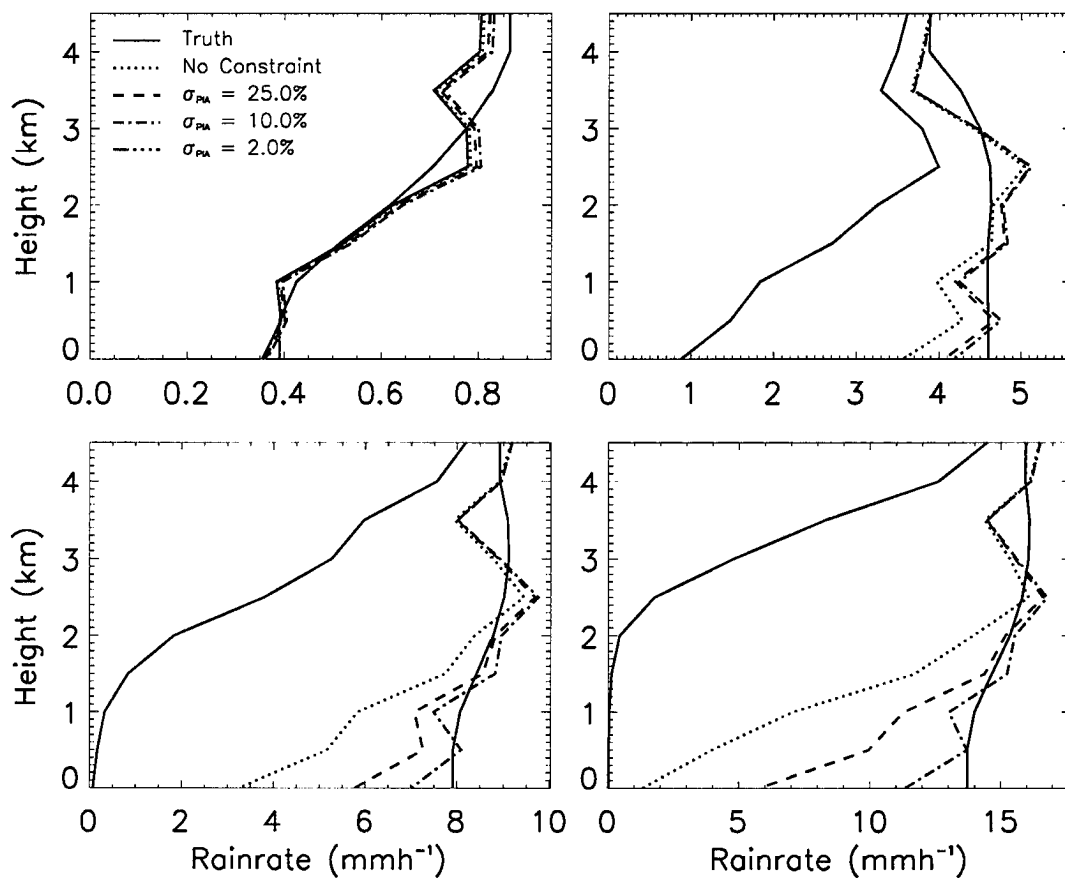 4
3
2
1
0
Height (km)
Truth
No Constraint
σPIA = 25.0%
σPIA = 10.0%
σPIA = 2.0%
0.0 0.2 0.4 0.6 0.8
4
3
2
1
0
0 1 2 3 4 5
4
3
2
1
0
Height (km)
0 2 4 6 8 10
Rainrate (mmh⁻¹)
4
3
2
1
0
0 5 10 15
Rainrate (mmh⁻¹)